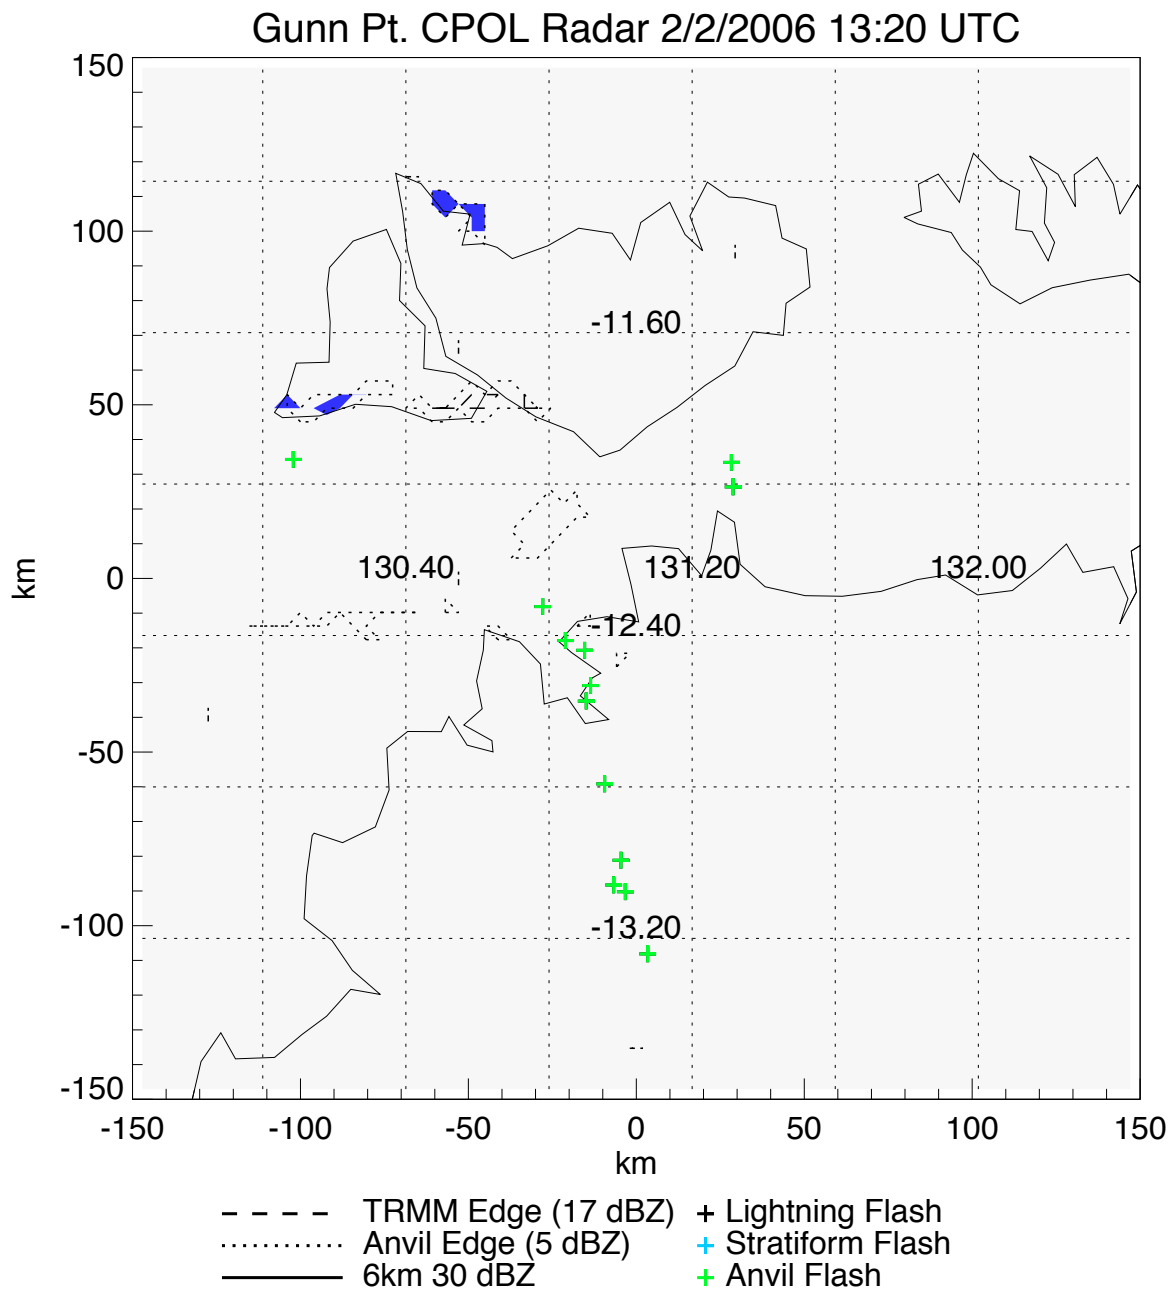 Gunn Pt. CPOL Radar 2/2/2006 13:20 UTC
150
100
-11.60
50
km
0
130.40 131.20 132.00
-12.40
-50
-100
-13.20
-150
-150 -100 -50 0 50 100 150
km
TRMM Edge (17 dBZ) + Lightning Flash
Anvil Edge (5 dBZ) + Stratiform Flash
6km 30 dBZ + Anvil Flash